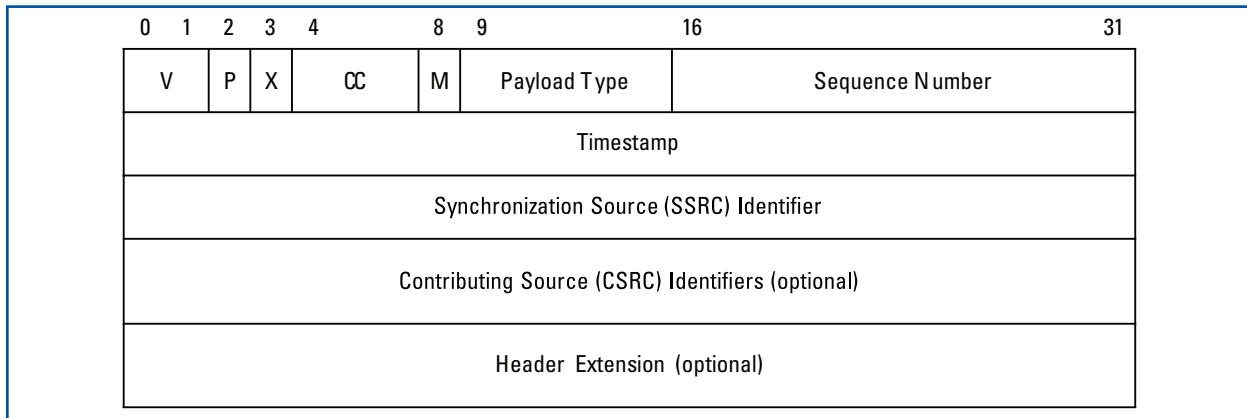 0 1 2 3 4 8 9 16 31
V P X CC M Payload Type Sequence Number
Timestamp
Synchronization Source (SSRC) Identifier
Contributing Source (CSRC) Identifiers (optional)
Header Extension (optional)